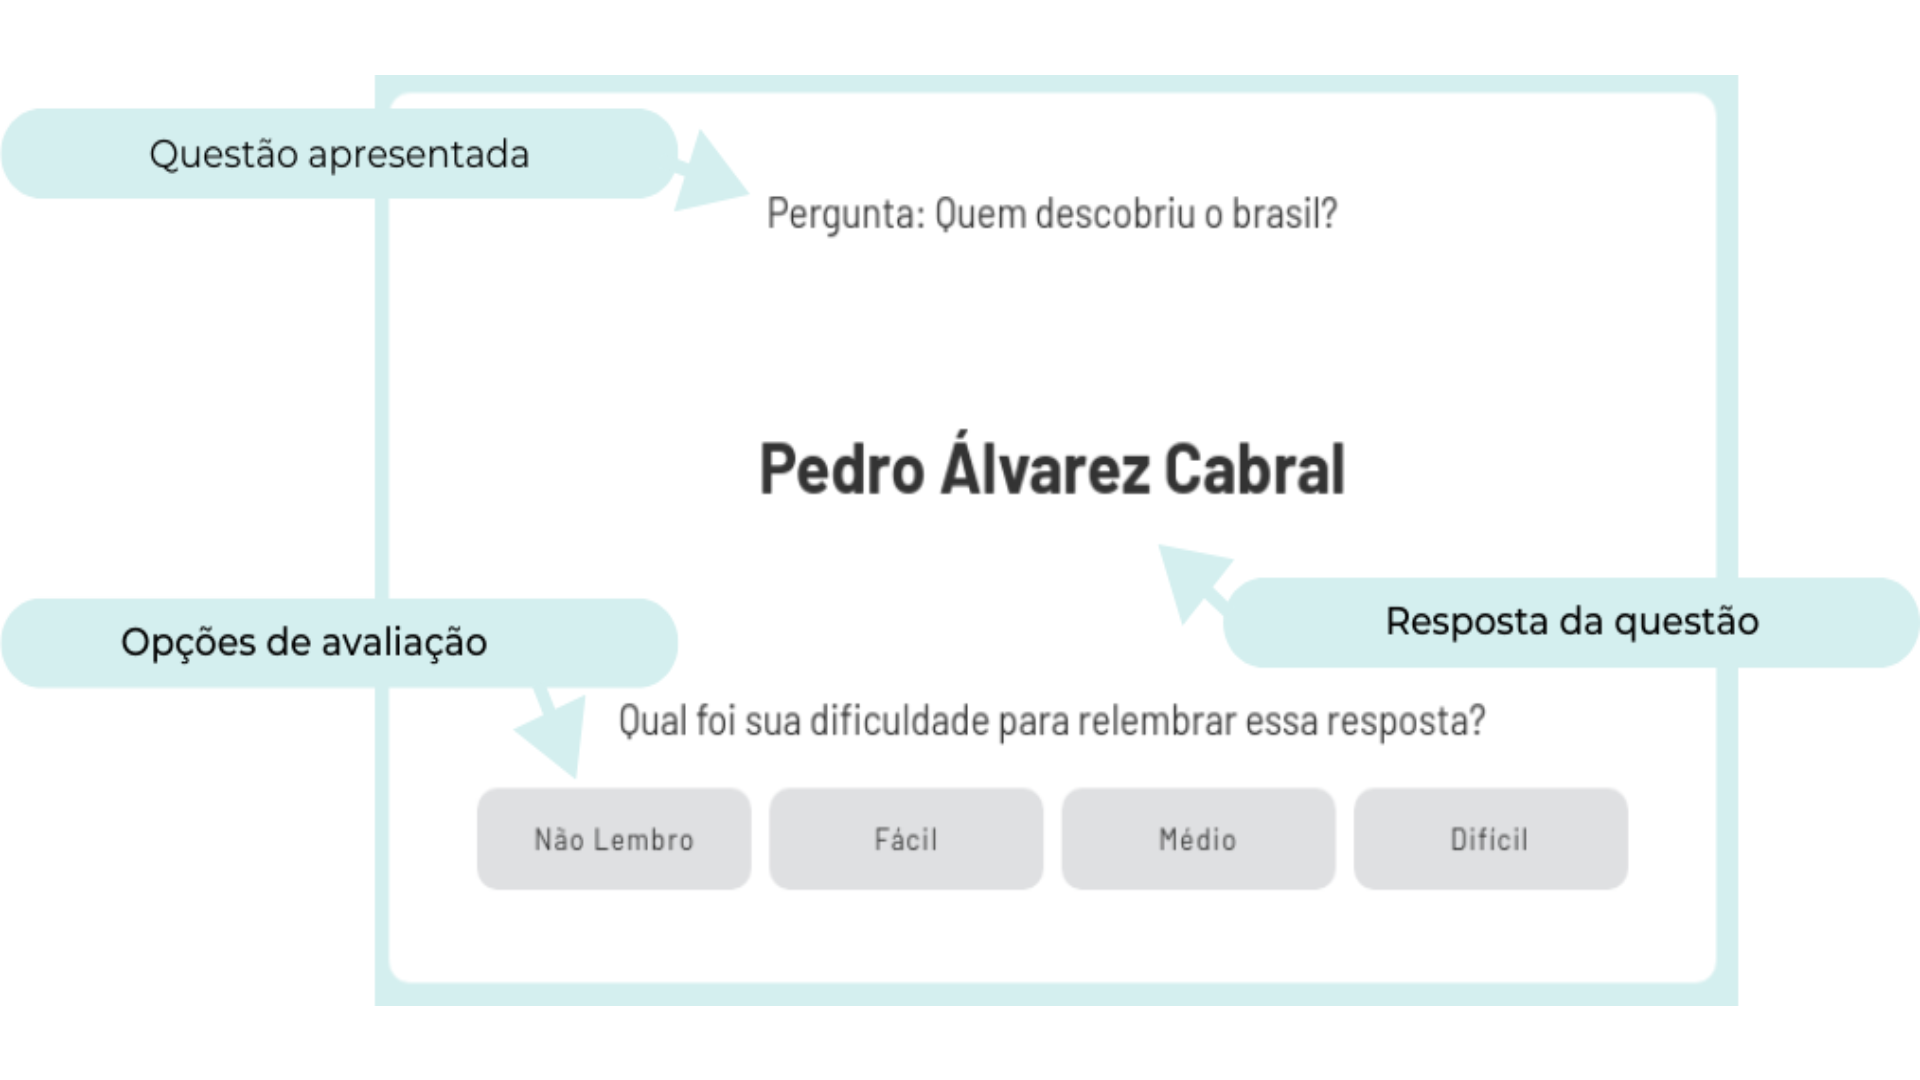 Questão apresentada
Pergunta: Quem descobriu o brasil?
Pedro Álvarez Cabral
Resposta da questão
Opções de avaliação
Qual foi sua dificuldade para relembrar essa resposta?
Não Lembro
Fácil
Médio
Difícil